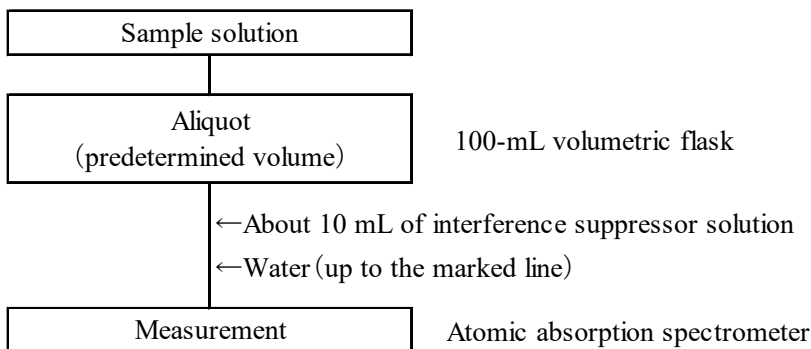 Sample solution
Aliquot
(predetermined volume)
100-mL volumetric flask
←About 10 mL of interference suppressor solution
←Water(up to the marked line)
Measurement
Atomic absorption spectrometer